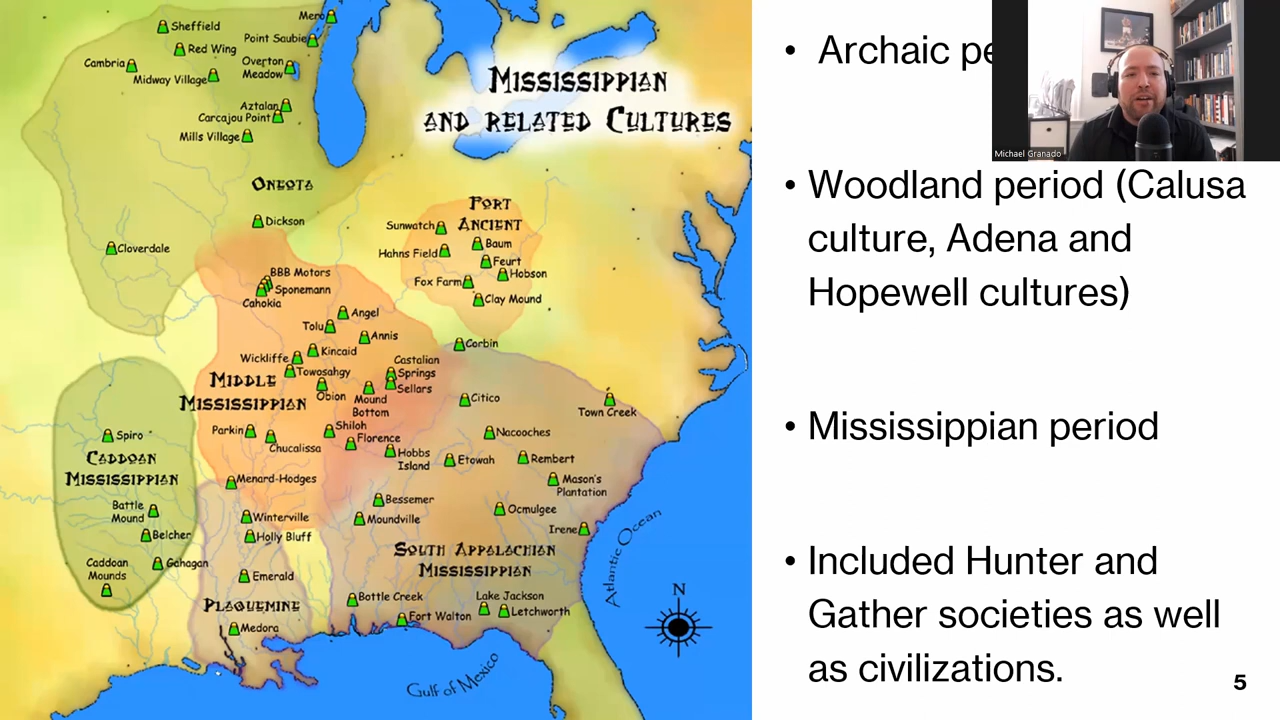 Mero
Sheffield
Point Saubie
Red Wing
Cambria
Overton
Meadow
Midway Village
Aztalan
Carcajou Point
Mills Village
Mississippian
and related Cultures
Oneota
Dickson
Cloverdale
Fort
Ancient
Sunwatch
Baum
Hahns Field
Feurt
Hobson
Fox Farm
Clay Mound
BBB Motors
Sponemann
Cahokia
Angel
Tolu
Annis
Corbin
Kincaid
Wickliffe
Castalian
Springs
Towosahgy
Sellars
Middle
Mississippian
Obion
Mound
Bottom
Citico
Town Creek
Parkin
Shiloh
Chucalissa
Florence
Nacooches
Hobbs
Island
Etowah
Rembert
Spiro
Caddoan
Mississippian
Menard-Hodges
Mason's
Plantation
Battle
Mound
Bessemer
Winterville
Moundville
Ocmulgee
Irene
Belcher
Holly Bluff
South Appalachian
Mississippian
Caddoan
Mounds
Gahagan
Emerald
Atlantic Ocean
Plaquemine
Bottle Creek
Lake Jackson
Letchworth
Fort Walton
Medora
N
Gulf of Mexico
• Archaic pe
Michael Granado
• Woodland period (Calusa
culture, Adena and
Hopewell cultures)
• Mississippian period
• Included Hunter and
Gather societies as well
as civilizations.
5